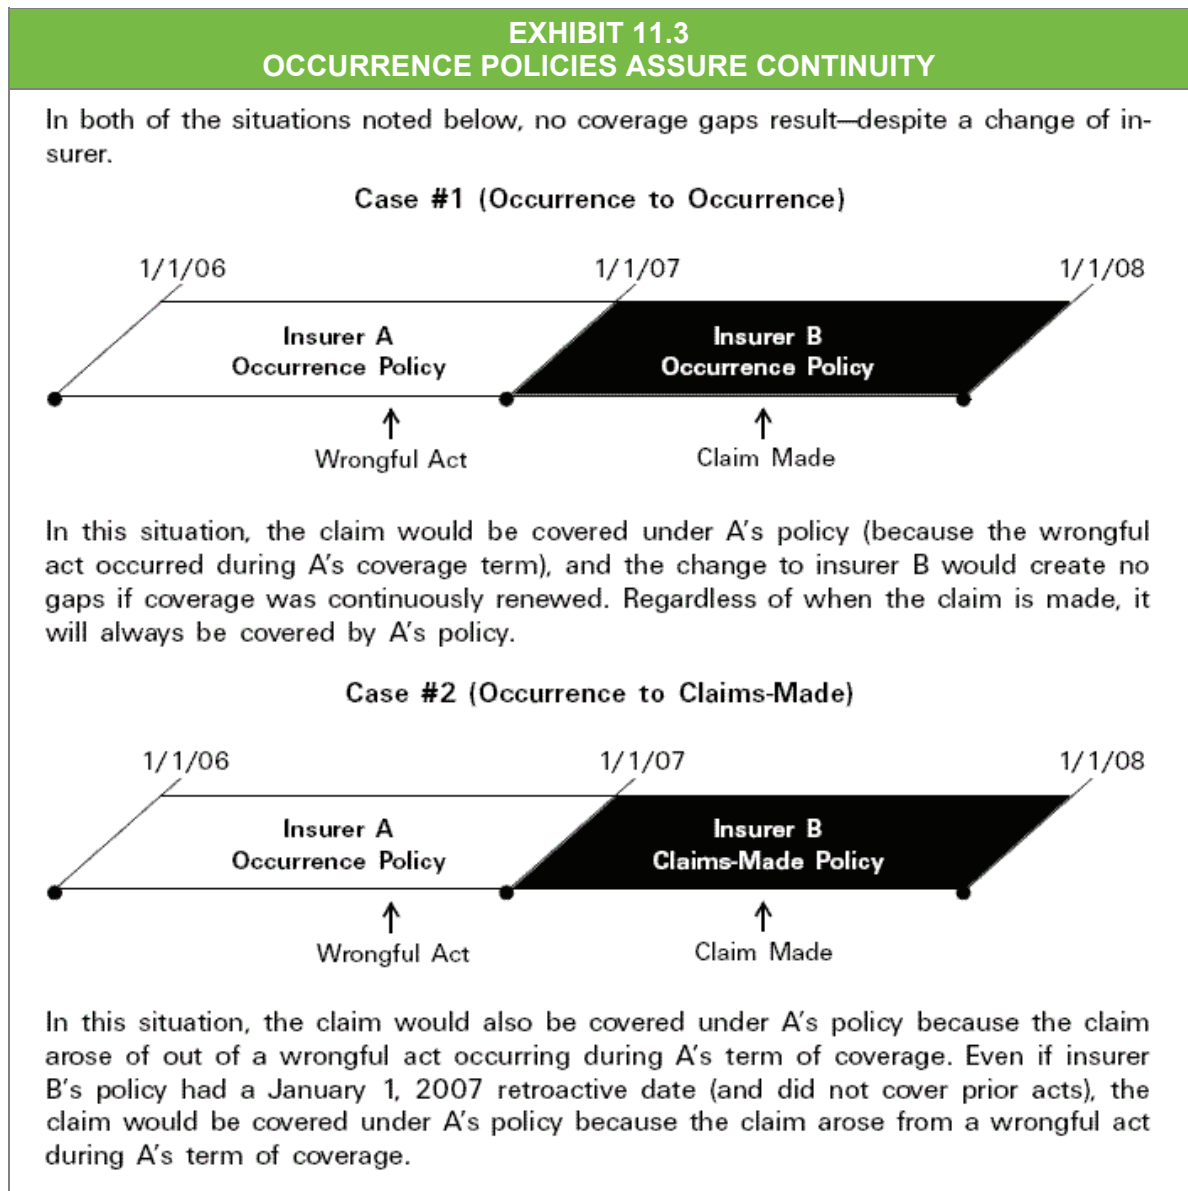 EXHIBIT 11.3
OCCURRENCE POLICIES ASSURE CONTINUITY
In both of the situations noted below, no coverage gaps result—despite a change of in-
surer.
Case #1 (Occurrence to Occurrence)
1/1/06 1/1/07 1/1/08
Insurer A Insurer B
Occurrence Policy Occurrence Policy
Wrongful Act Claim Made
In this situation, the claim would be covered under A's policy (because the wrongful
act occurred during A's coverage term), and the change to insurer B would create no
gaps if coverage was continuously renewed. Regardless of when the claim is made, it
will always be covered by A's policy.
Case #2 (Occurrence to Claims-Made)
1/1/06 1/1/07 1/1/08
Insurer A Insurer B
Occurrence Policy Claims-Made Policy
Wrongful Act Claim Made
In this situation, the claim would also be covered under A's policy because the claim
arose of out of a wrongful act occurring during A's term of coverage. Even if insurer
B's policy had a January 1, 2007 retroactive date (and did not cover prior acts), the
claim would be covered under A's policy because the claim arose from a wrongful act
during A's term of coverage.